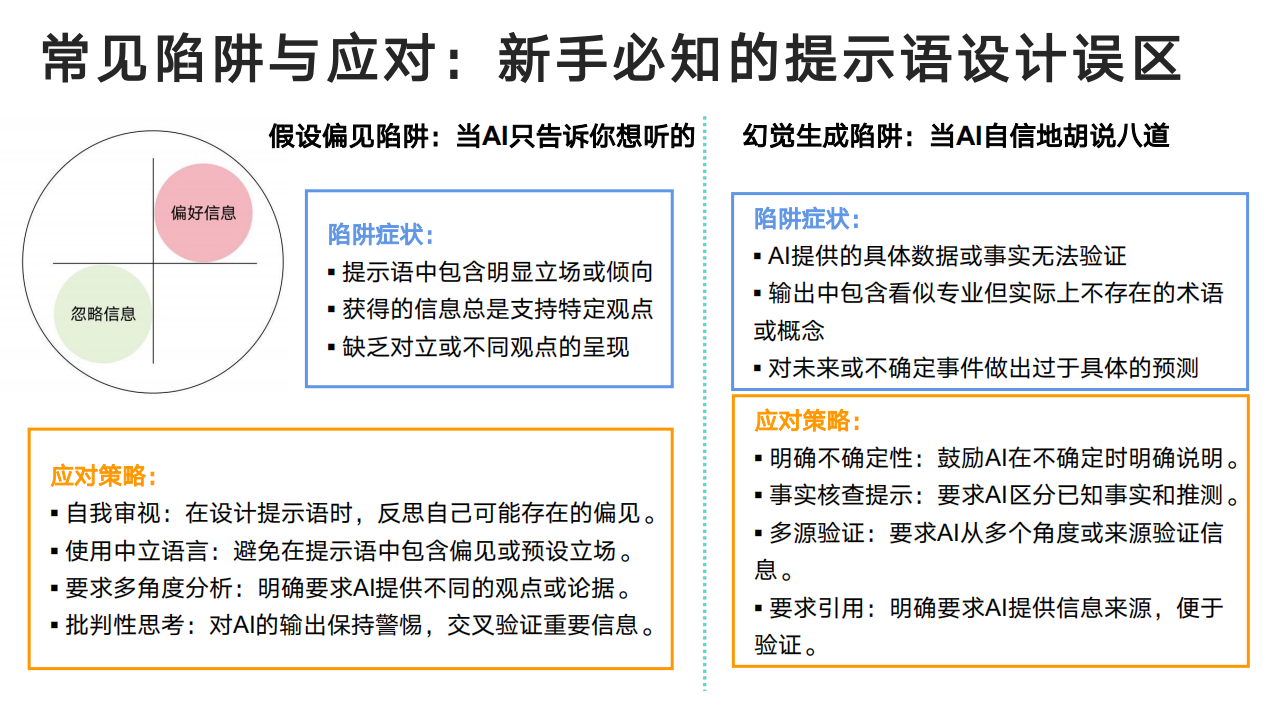 常见陷阱与应对：新手必知的提示语设计误区
假设偏见陷阱：当AI只告诉你想听的
偏好信息
忽略信息
陷阱症状：
▪ 提示语中包含明显立场或倾向
▪ 获得的信息总是支持特定观点
▪ 缺乏对立或不同观点的呈现
应对策略：
▪ 自我审视：在设计提示语时，反思自己可能存在的偏见。
▪ 使用中立语言：避免在提示语中包含偏见或预设立场。
▪ 要求多角度分析：明确要求AI提供不同的观点或论据。
▪ 批判性思考：对AI的输出保持警惕，交叉验证重要信息。
幻觉生成陷阱：当AI自信地胡说八道
陷阱症状：
▪ AI提供的具体数据或事实无法验证
▪ 输出中包含看似专业但实际上不存在的术语
或概念
▪ 对未来或不确定事件做出过于具体的预测
应对策略：
▪ 明确不确定性：鼓励AI在不确定时明确说明。
▪ 事实核查提示：要求AI区分已知事实和推测。
▪ 多源验证：要求AI从多个角度或来源验证信
息。
▪ 要求引用：明确要求AI提供信息来源，便于
验证。